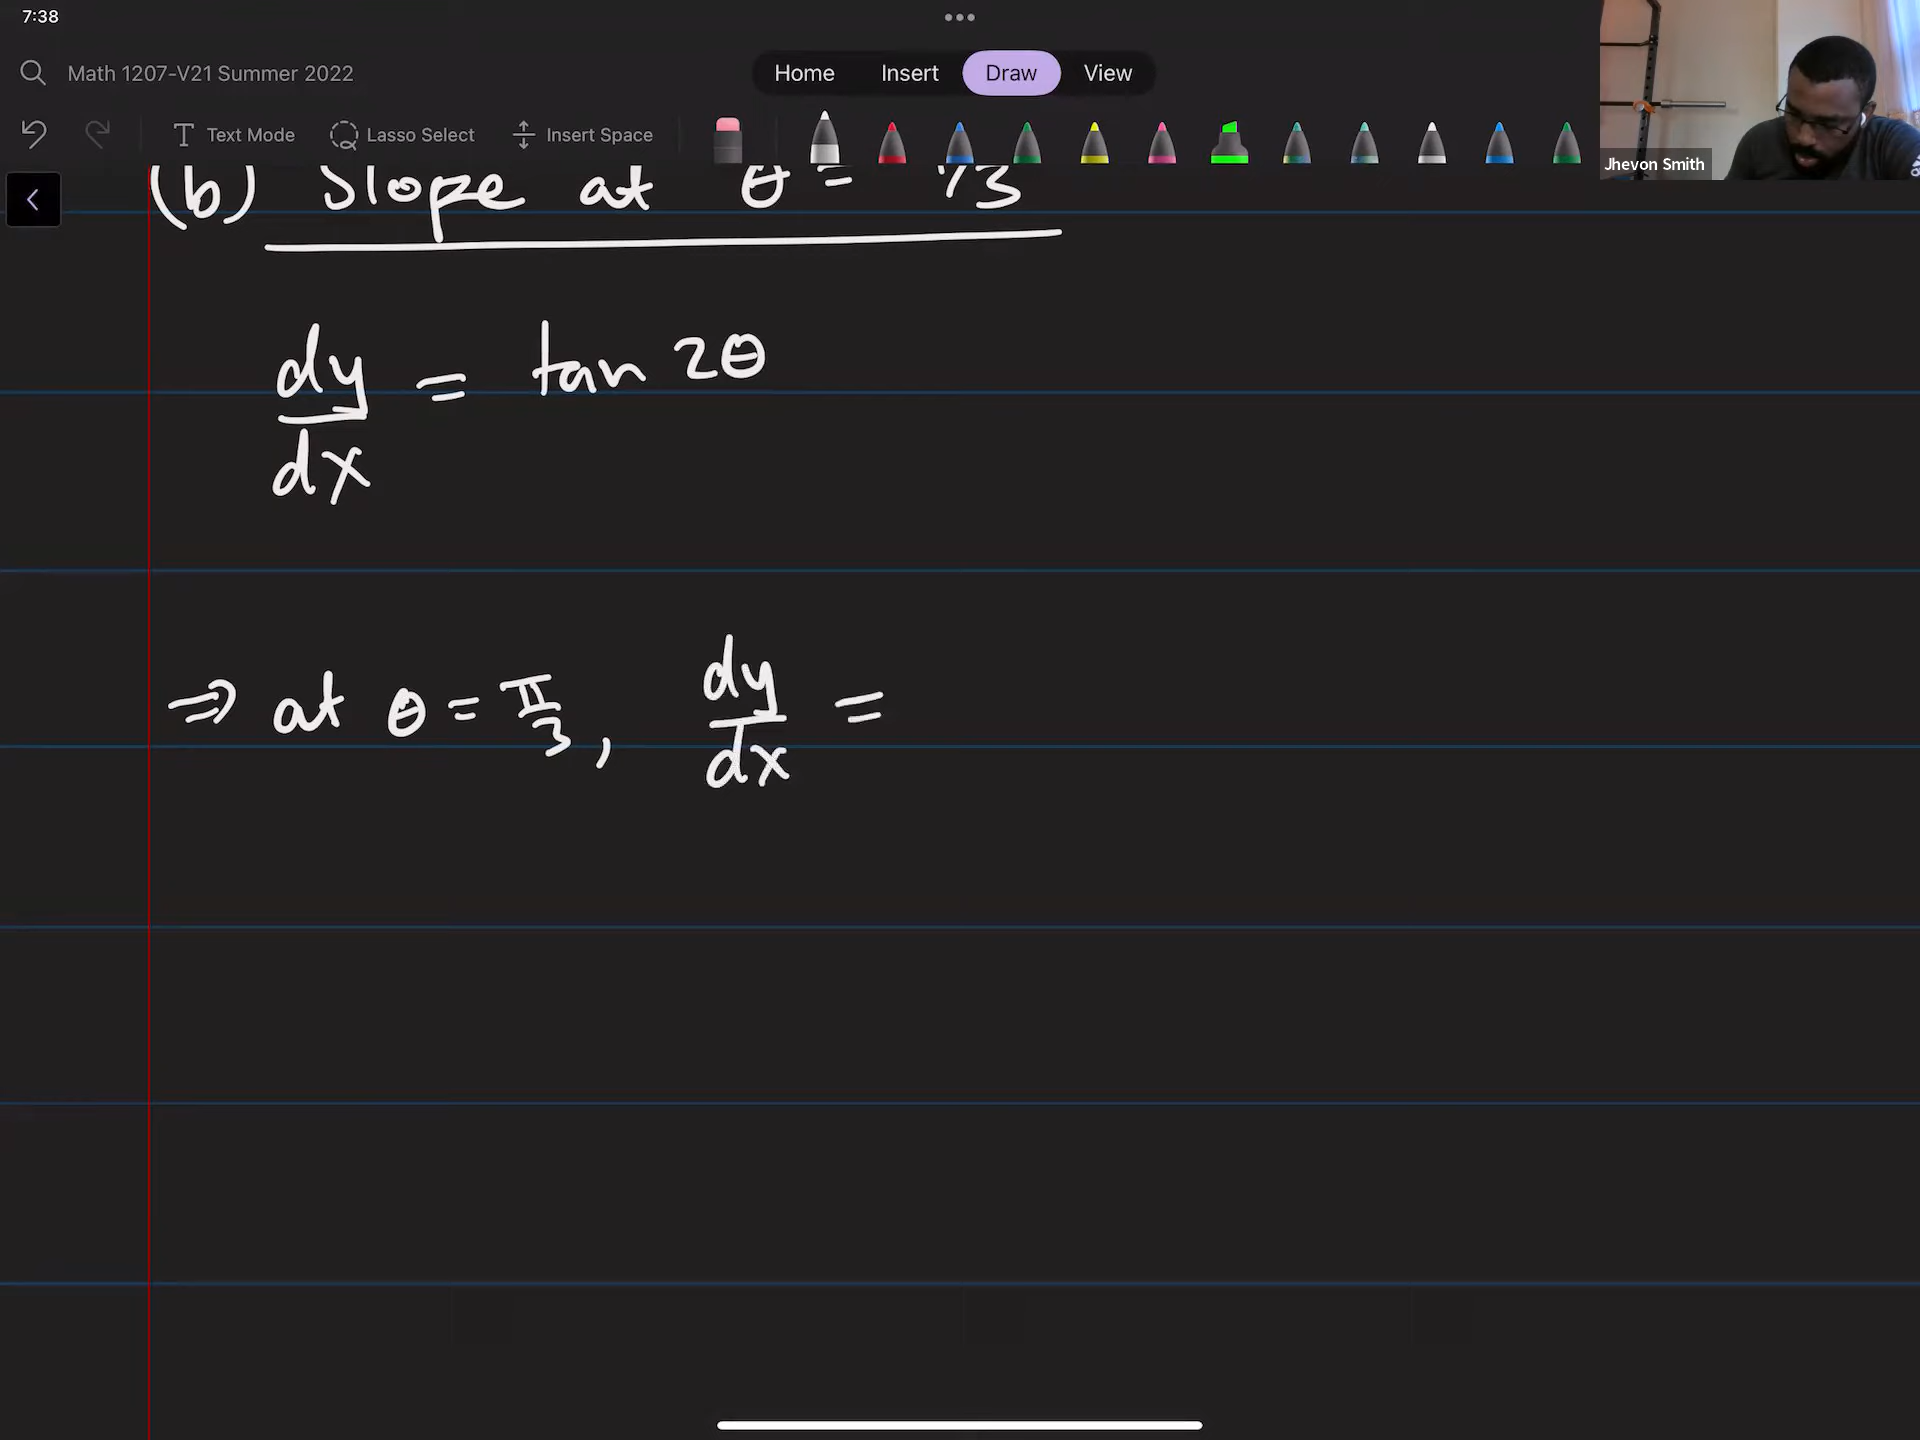 7:38
Math 1207-V21 Summer 2022
Home Insert Draw View
Text Mode Lasso Select Insert Space
Jhevon Smith
(b) Slope at θ = π/3
dy/dx = tan 2θ
⇒ at θ = π/3, dy/dx =